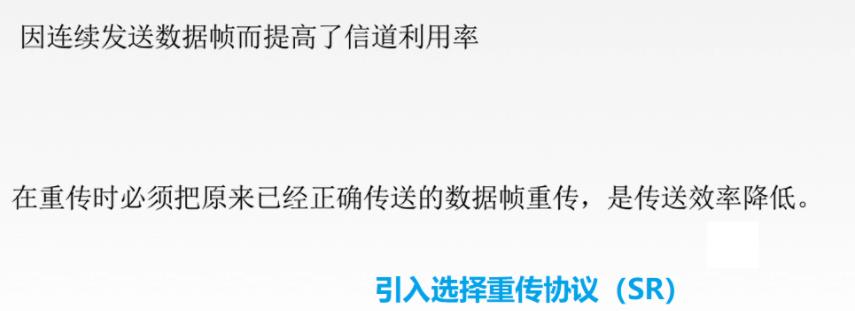 因连续发送数据帧而提高了信道利用率
在重传时必须把原来已经正确传送的数据帧重传，是传送效率降低。
引入选择重传协议（SR）